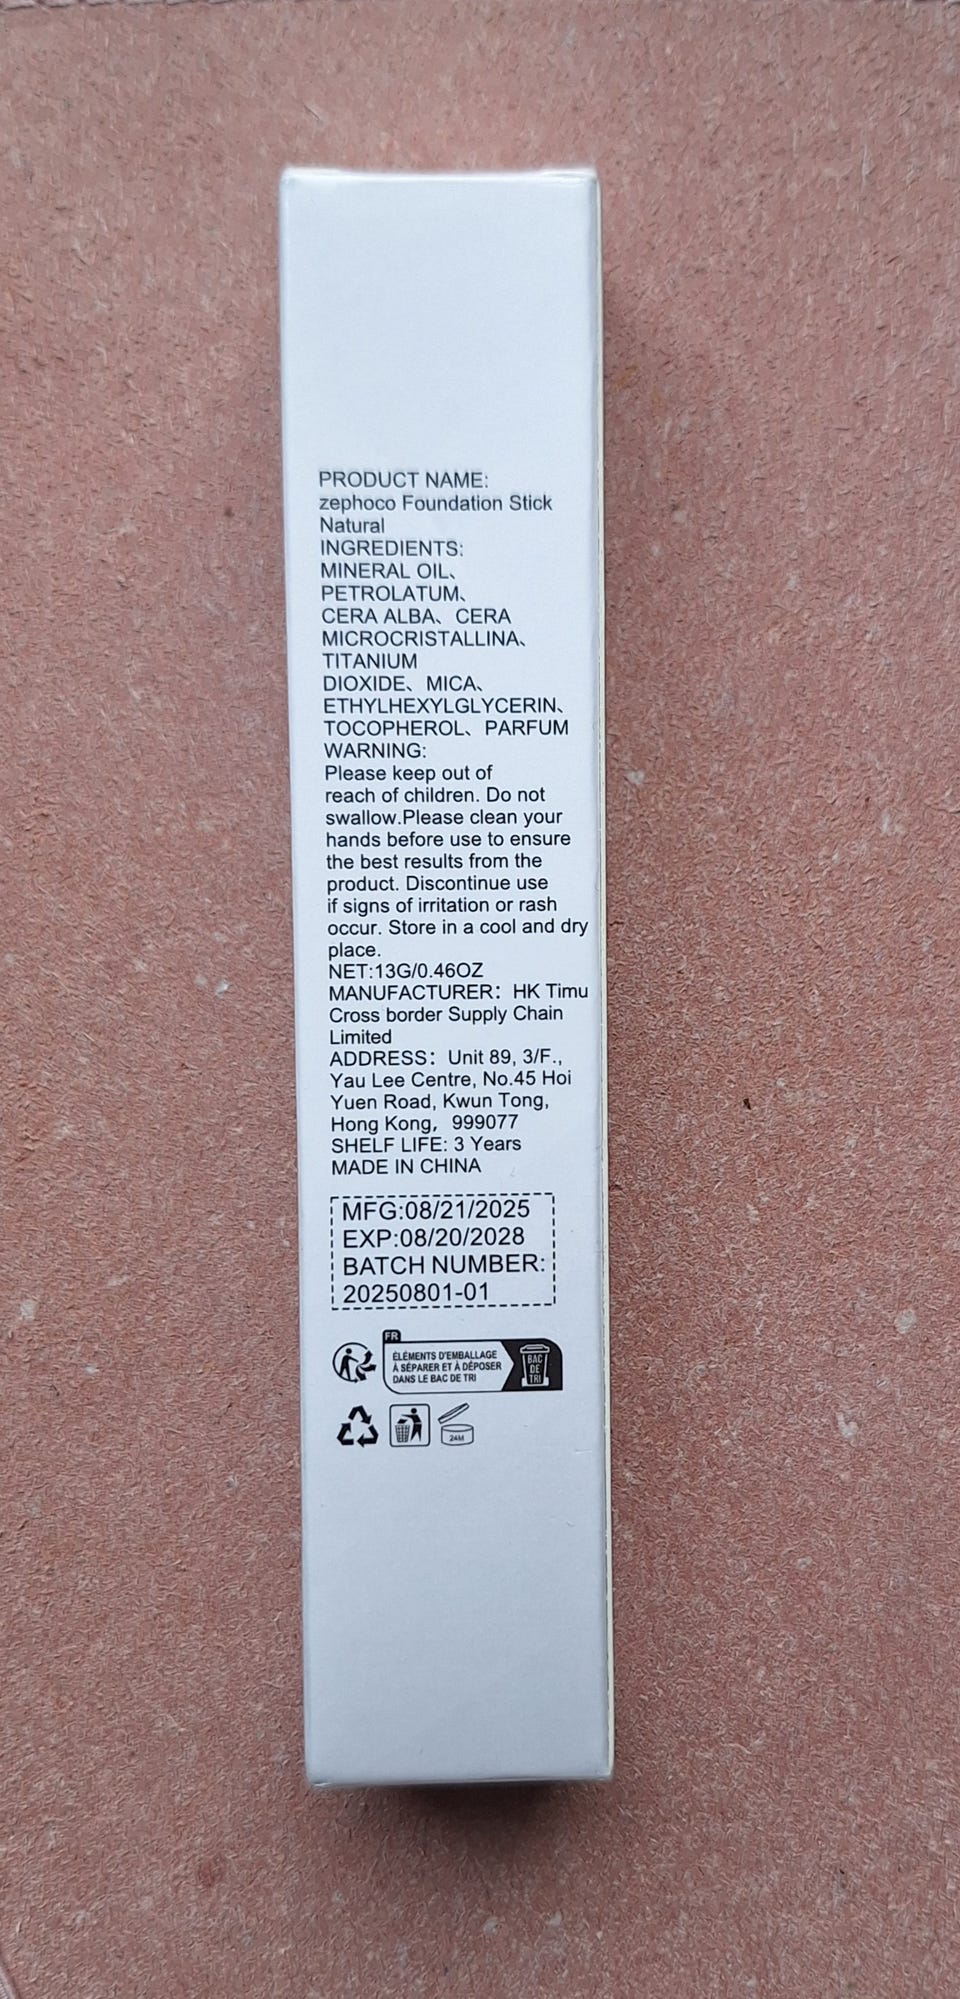 PRODUCT NAME:
zephoco Foundation Stick
Natural
INGREDIENTS:
MINERAL OIL、
PETROLATUM、
CERA ALBA、CERA
MICROCRISTALLINA、
TITANIUM
DIOXIDE、MICA、
ETHYLHEXYLGLYCERIN、
TOCOPHEROL、PARFUM
WARNING:
Please keep out of
reach of children. Do not
swallow.Please clean your
hands before use to ensure
the best results from the
product. Discontinue use
if signs of irritation or rash
occur. Store in a cool and dry
place.
NET:13G/0.46OZ
MANUFACTURER：HK Timu
Cross border Supply Chain
Limited
ADDRESS：Unit 89, 3/F.,
Yau Lee Centre, No.45 Hoi
Yuen Road, Kwun Tong,
Hong Kong，999077
SHELF LIFE: 3 Years
MADE IN CHINA
MFG:08/21/2025
EXP:08/20/2028
BATCH NUMBER:
20250801-01
FR
ÉLÉMENTS D'EMBALLAGE
À SÉPARER ET À DÉPOSER
DANS LE BAC DE TRI
BAC
DE
TRI
24M